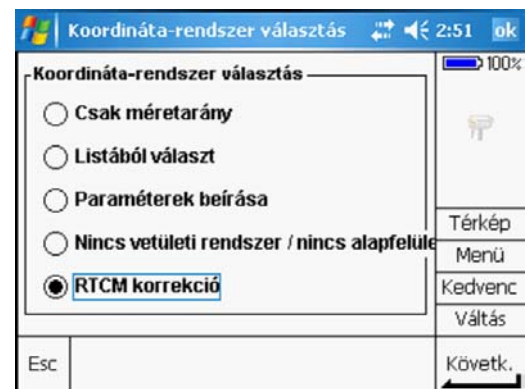 Koordináta-rendszer választás 2:51 ok
Koordináta-rendszer választás
100%
Csak méretarány
Listából választ
Paraméterek beírása
Nincs vetületi rendszer / nincs alapfelüle
RTCM korrekció
Térkép
Menü
Kedvenc
Váltás
Esc
Követk.